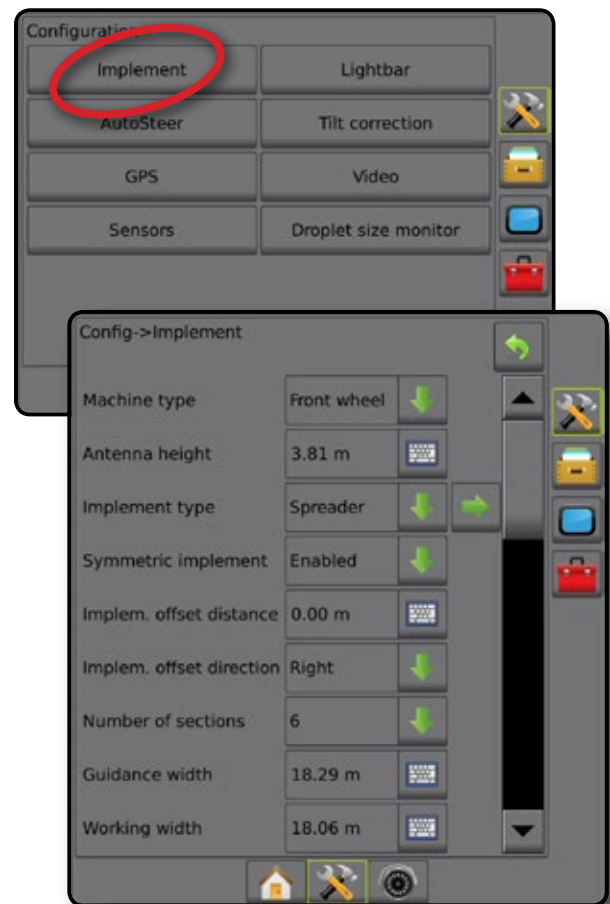 Configuration
Implement
Lightbar
AutoSteer
Tilt correction
GPS
Video
Sensors
Droplet size monitor
Config->Implement
Machine type Front wheel
Antenna height 3.81 m
Implement type Spreader
Symmetric implement Enabled
Implem. offset distance 0.00 m
Implem. offset direction Right
Number of sections 6
Guidance width 18.29 m
Working width 18.06 m